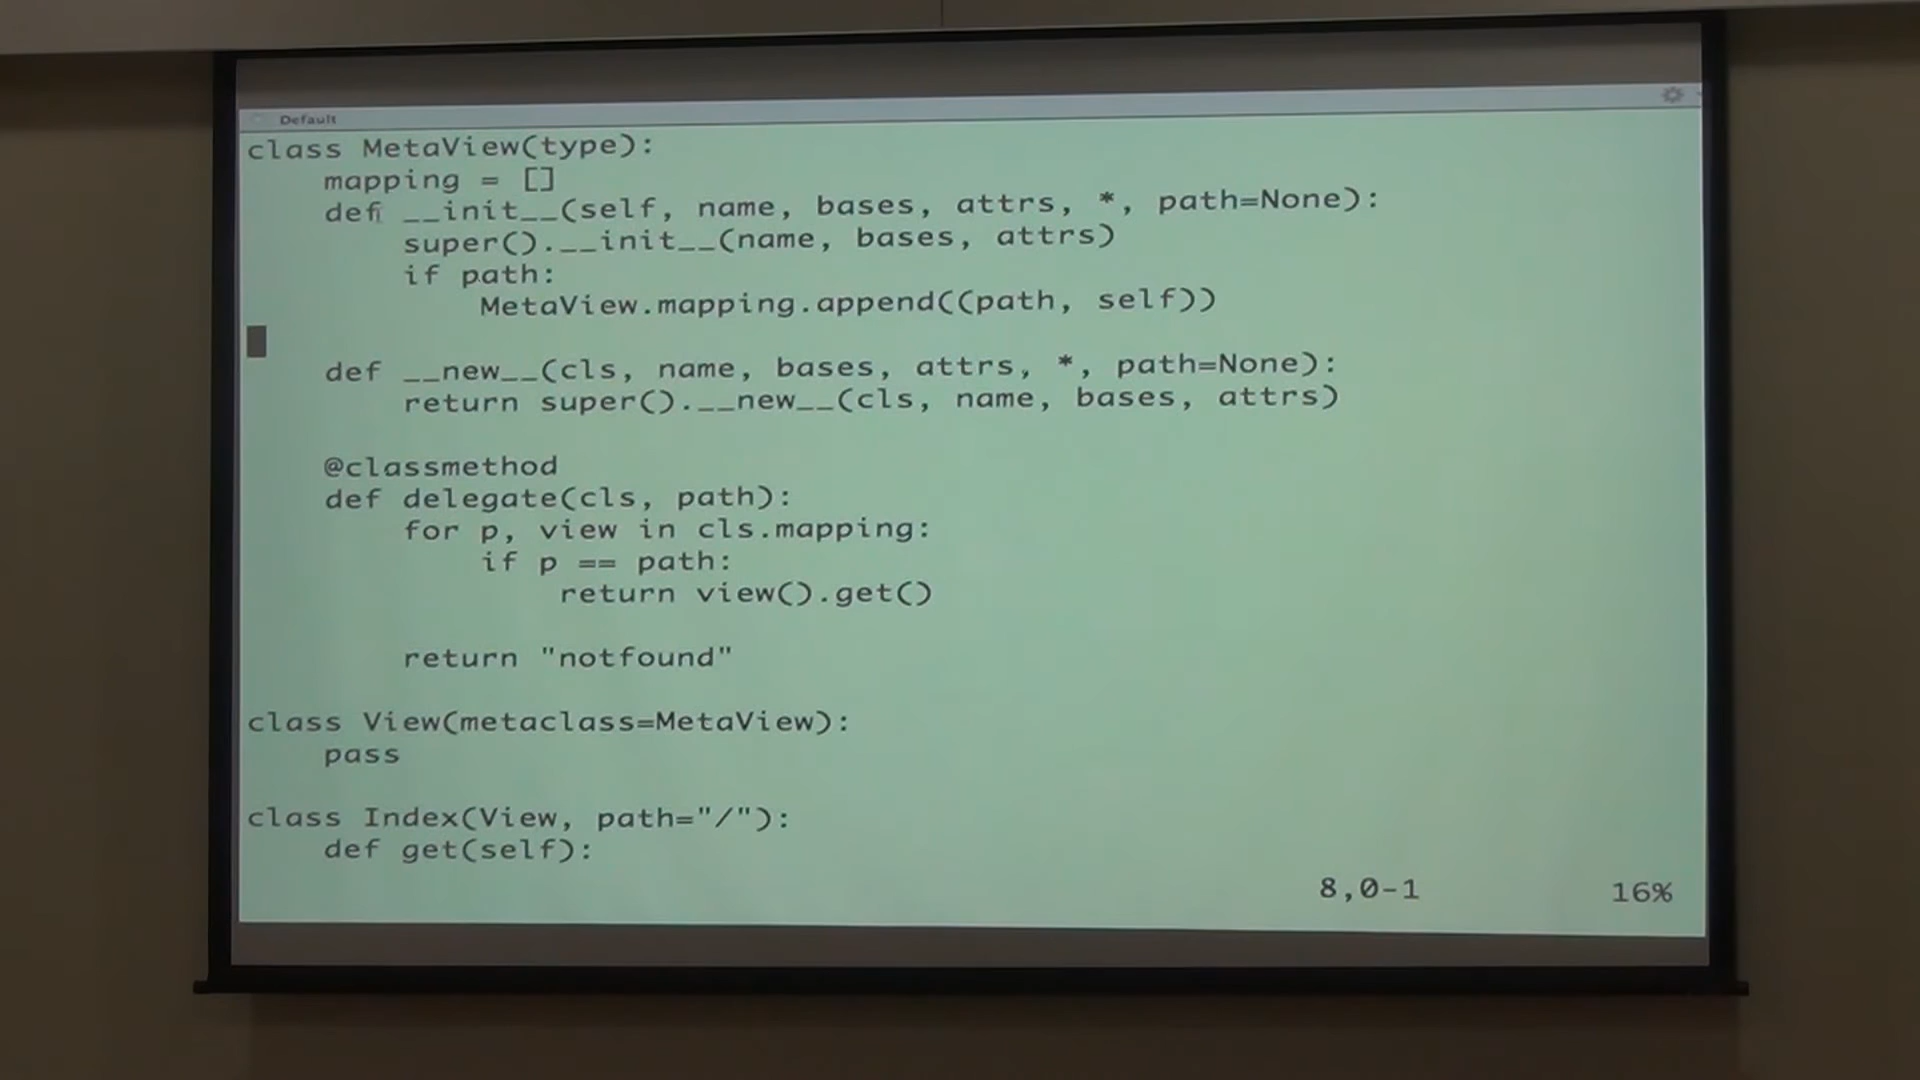 Default
class MetaView(type):
    mapping = []
    def __init__(self, name, bases, attrs, *, path=None):
        super().__init__(name, bases, attrs)
        if path:
            MetaView.mapping.append((path, self))

    def __new__(cls, name, bases, attrs, *, path=None):
        return super().__new__(cls, name, bases, attrs)

    @classmethod
    def delegate(cls, path):
        for p, view in cls.mapping:
            if p == path:
                return view().get()

        return "notfound"

class View(metaclass=MetaView):
    pass

class Index(View, path="/"):
    def get(self):
8,0-1 16%